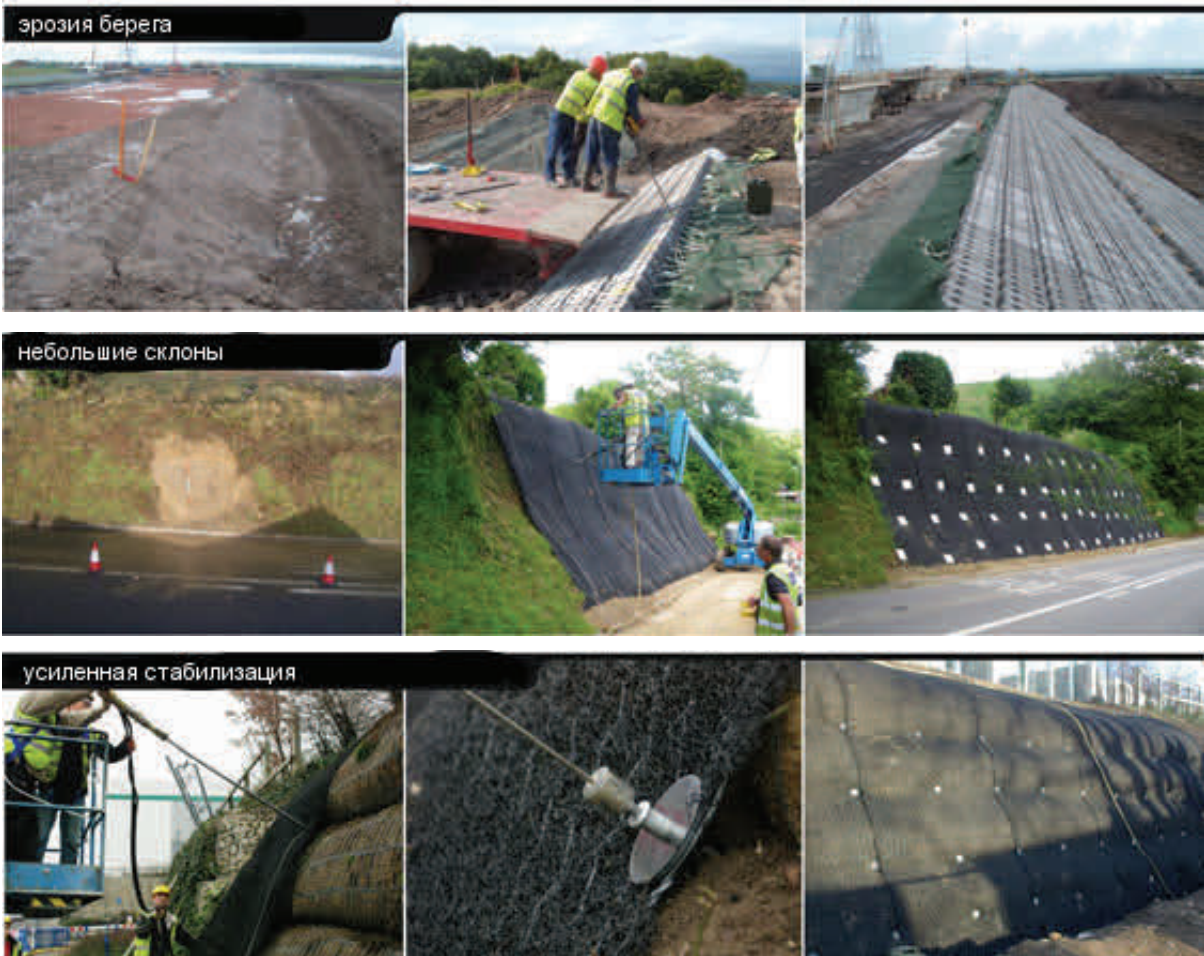 эрозия берега
небольшие склоны
усиленная стабилизация